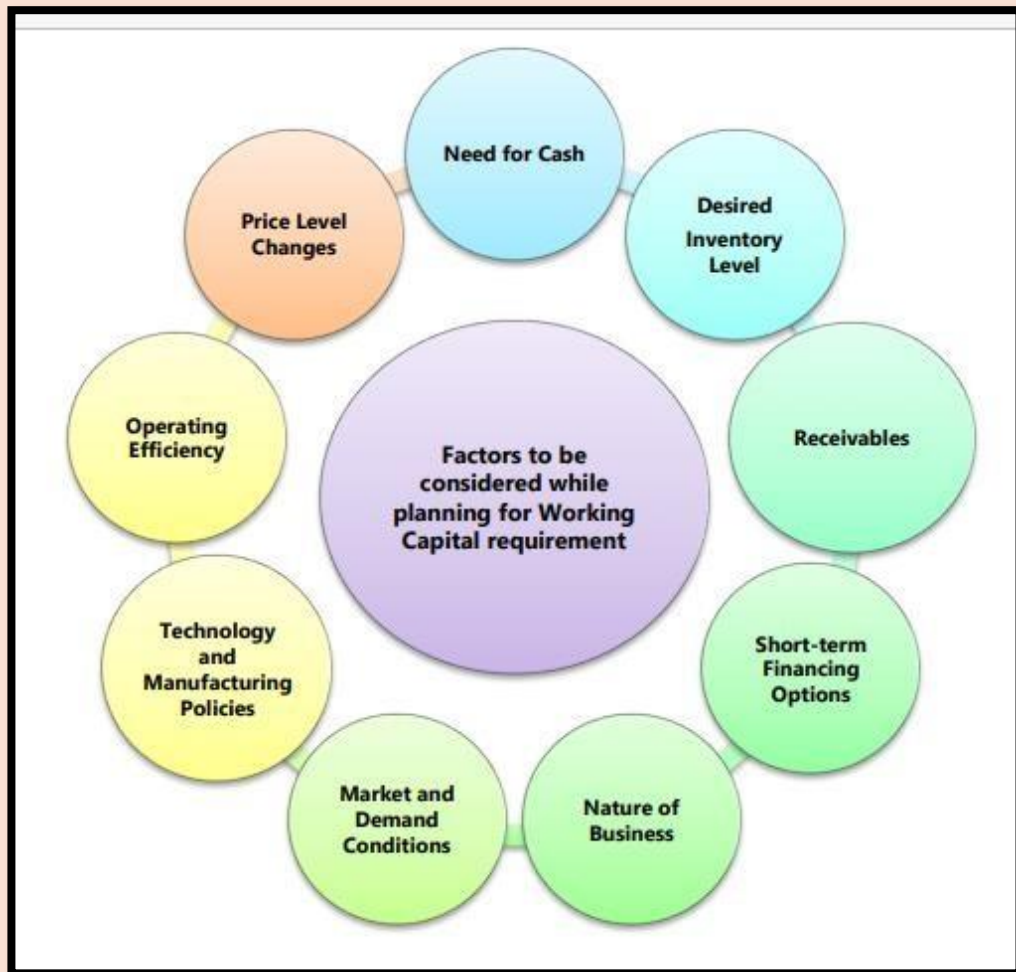 Need for Cash
Desired
Inventory
Level
Receivables
Short-term
Financing
Options
Nature of
Business
Market and
Demand
Conditions
Technology
and
Manufacturing
Policies
Operating
Efficiency
Price Level
Changes
Factors to be
considered while
planning for Working
Capital requirement